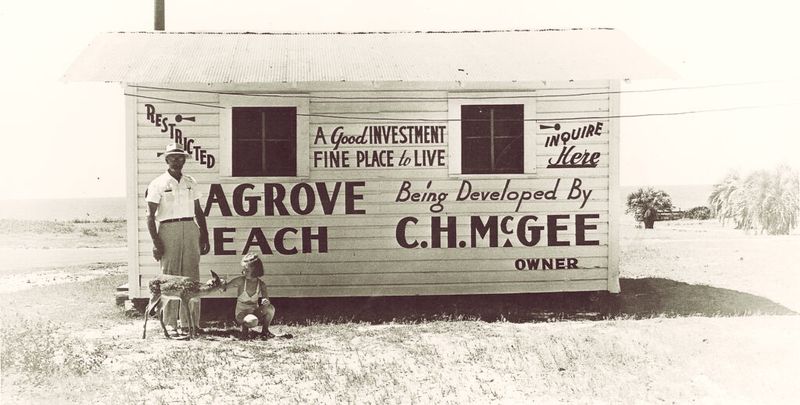 RESTRICTED
A Good INVESTMENT
FINE PLACE to LIVE
INQUIRE
Here
AGROVE
EACH
Being Developed By
C.H. McGEE
OWNER